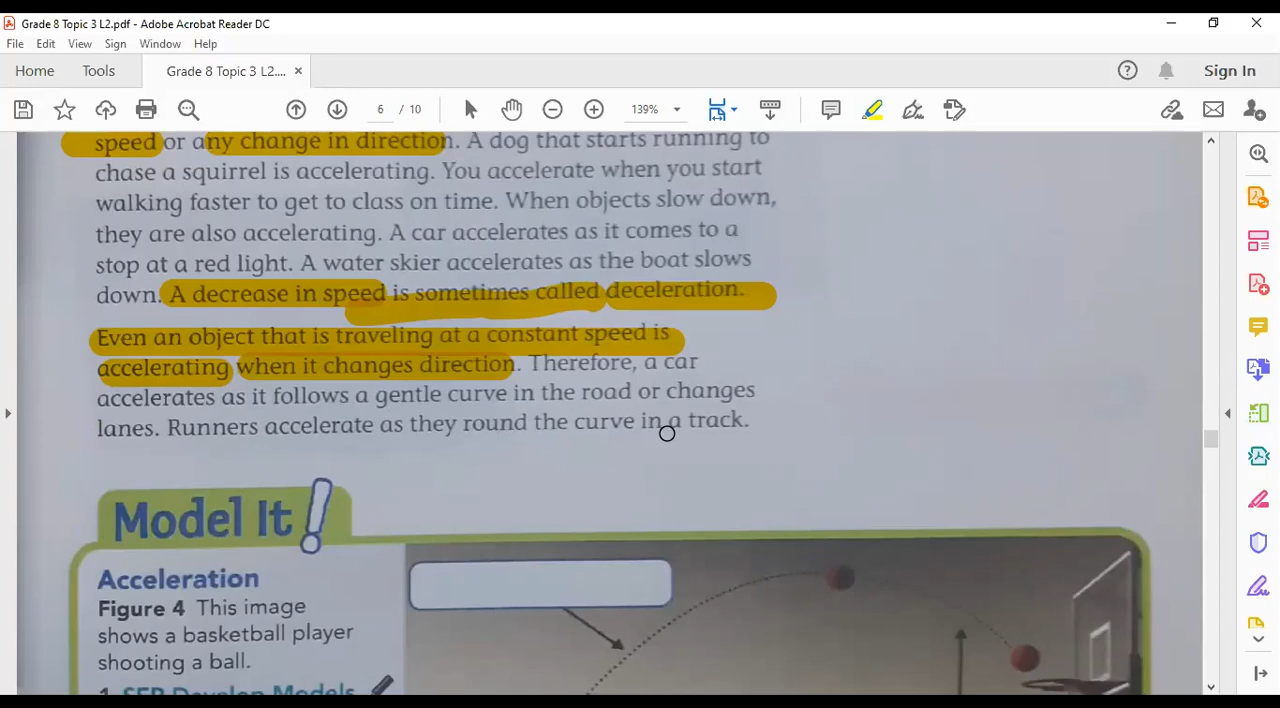 Grade 8 Topic 3 L2.pdf - Adobe Acrobat Reader DC
File Edit View Sign Window Help
Home Tools Grade 8 Topic 3 L2.... × Sign In
6 / 10 139%
speed or any change in direction. A dog that starts running to
chase a squirrel is accelerating. You accelerate when you start
walking faster to get to class on time. When objects slow down,
they are also accelerating. A car accelerates as it comes to a
stop at a red light. A water skier accelerates as the boat slows
down. A decrease in speed is sometimes called deceleration.
Even an object that is traveling at a constant speed is
accelerating when it changes direction. Therefore, a car
accelerates as it follows a gentle curve in the road or changes
lanes. Runners accelerate as they round the curve in a track.
Model It!
Acceleration
Figure 4 This image
shows a basketball player
shooting a ball.
1. SEP Develop Models